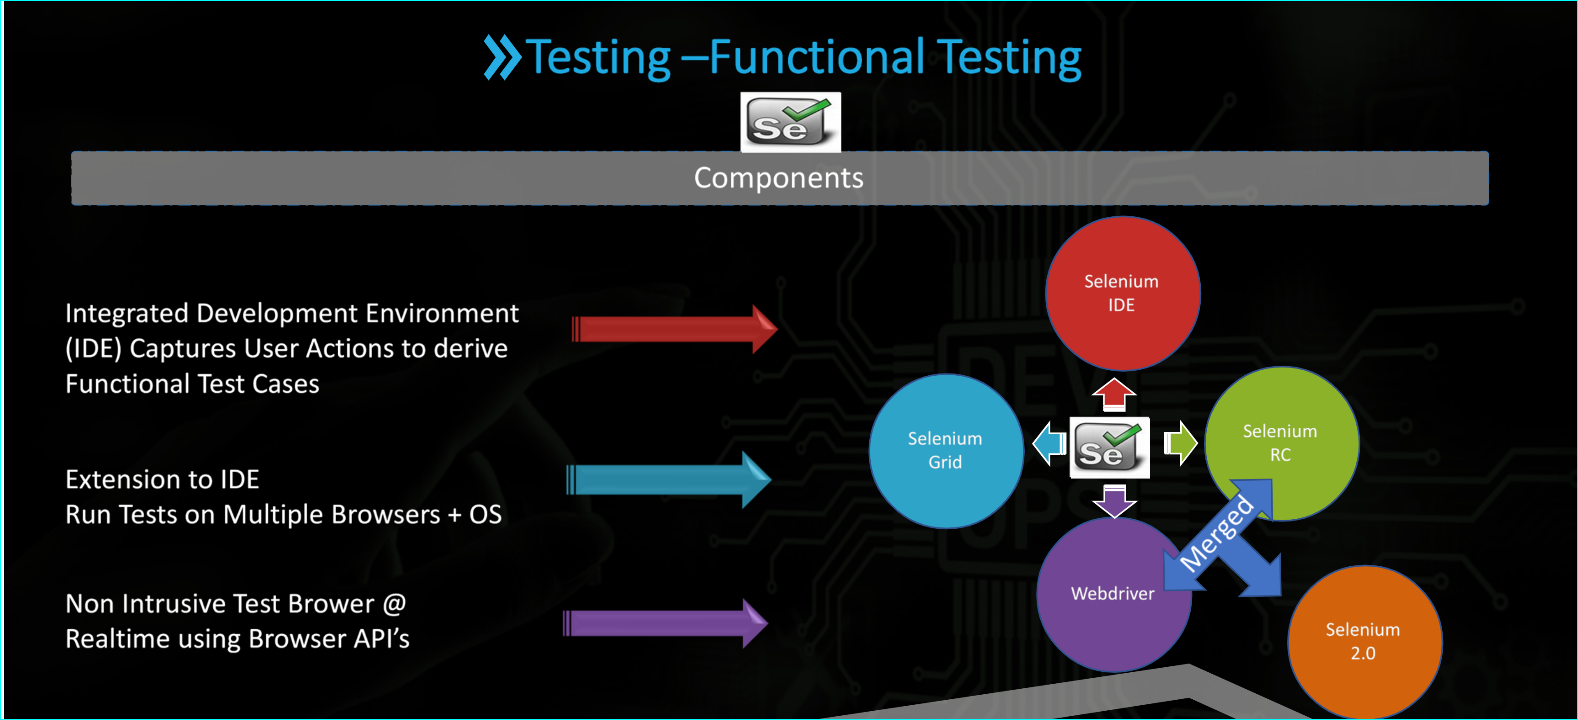 Testing –Functional Testing
Se
Components
Integrated Development Environment
(IDE) Captures User Actions to derive
Functional Test Cases
Extension to IDE
Run Tests on Multiple Browsers + OS
Non Intrusive Test Brower @
Realtime using Browser API’s
Selenium
IDE
Selenium
Grid
Se
Selenium
RC
Merged
Webdriver
Selenium
2.0
DEV
OPS